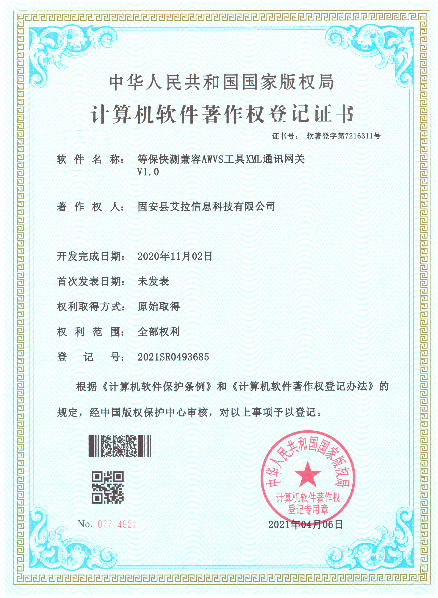 中华人民共和国国家版权局
计算机软件著作权登记证书
证书号： 软著登字第7216311号
软件名称： 等保快测兼容AWVS工具XML通讯网关
V1.0
著作权人： 固安县艾拉信息科技有限公司
开发完成日期： 2020年11月02日
首次发表日期： 未发表
权利取得方式： 原始取得
权利范围： 全部权利
登记号： 2021SR0493685
根据《计算机软件保护条例》和《计算机软件著作权登记办法》的
规定，经中国版权保护中心审核，对以上事项予以登记。
中华人民共和国国家版权局
计算机软件著作权
登记专用章
No.
2021年04月06日